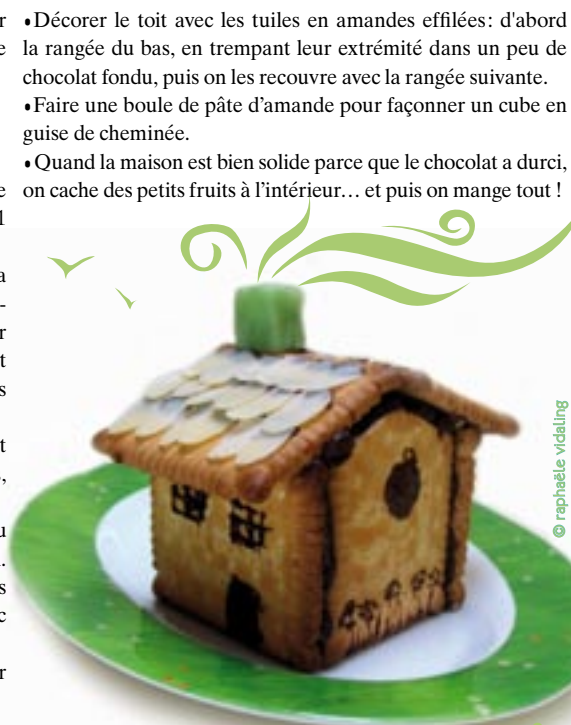 •Décorer le toit avec les tuiles en amandes effilées: d'abord
la rangée du bas, en trempant leur extrémité dans un peu de
chocolat fondu, puis on les recouvre avec la rangée suivante.
•Faire une boule de pâte d’amande pour façonner un cube en
guise de cheminée.
•Quand la maison est bien solide parce que le chocolat a durci,
on cache des petits fruits à l’intérieur… et puis on mange tout !
© raphaële vidaling